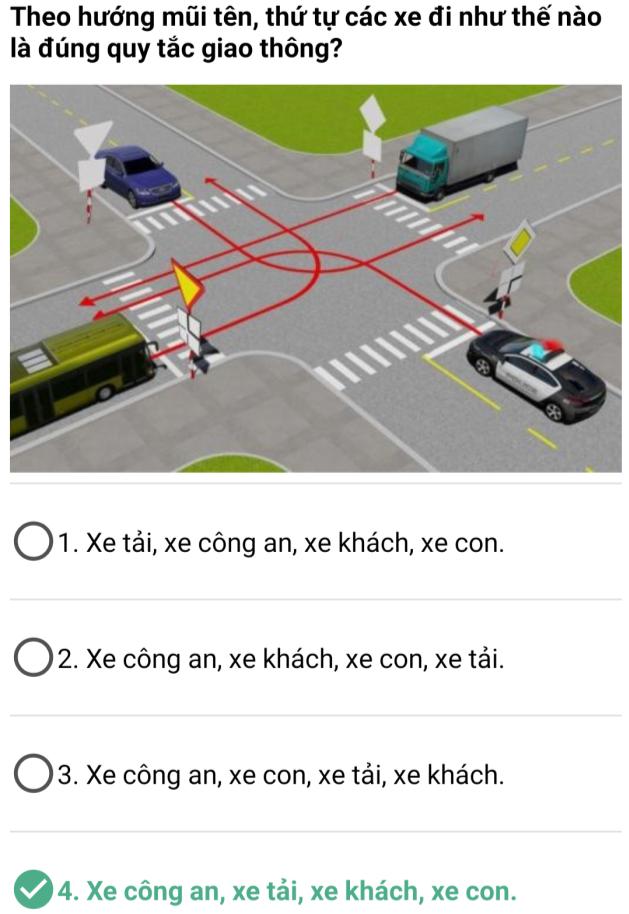 Theo hướng mũi tên, thứ tự các xe đi như thế nào
là đúng quy tắc giao thông?
1. Xe tải, xe công an, xe khách, xe con.
2. Xe công an, xe khách, xe con, xe tải.
3. Xe công an, xe con, xe tải, xe khách.
4. Xe công an, xe tải, xe khách, xe con.